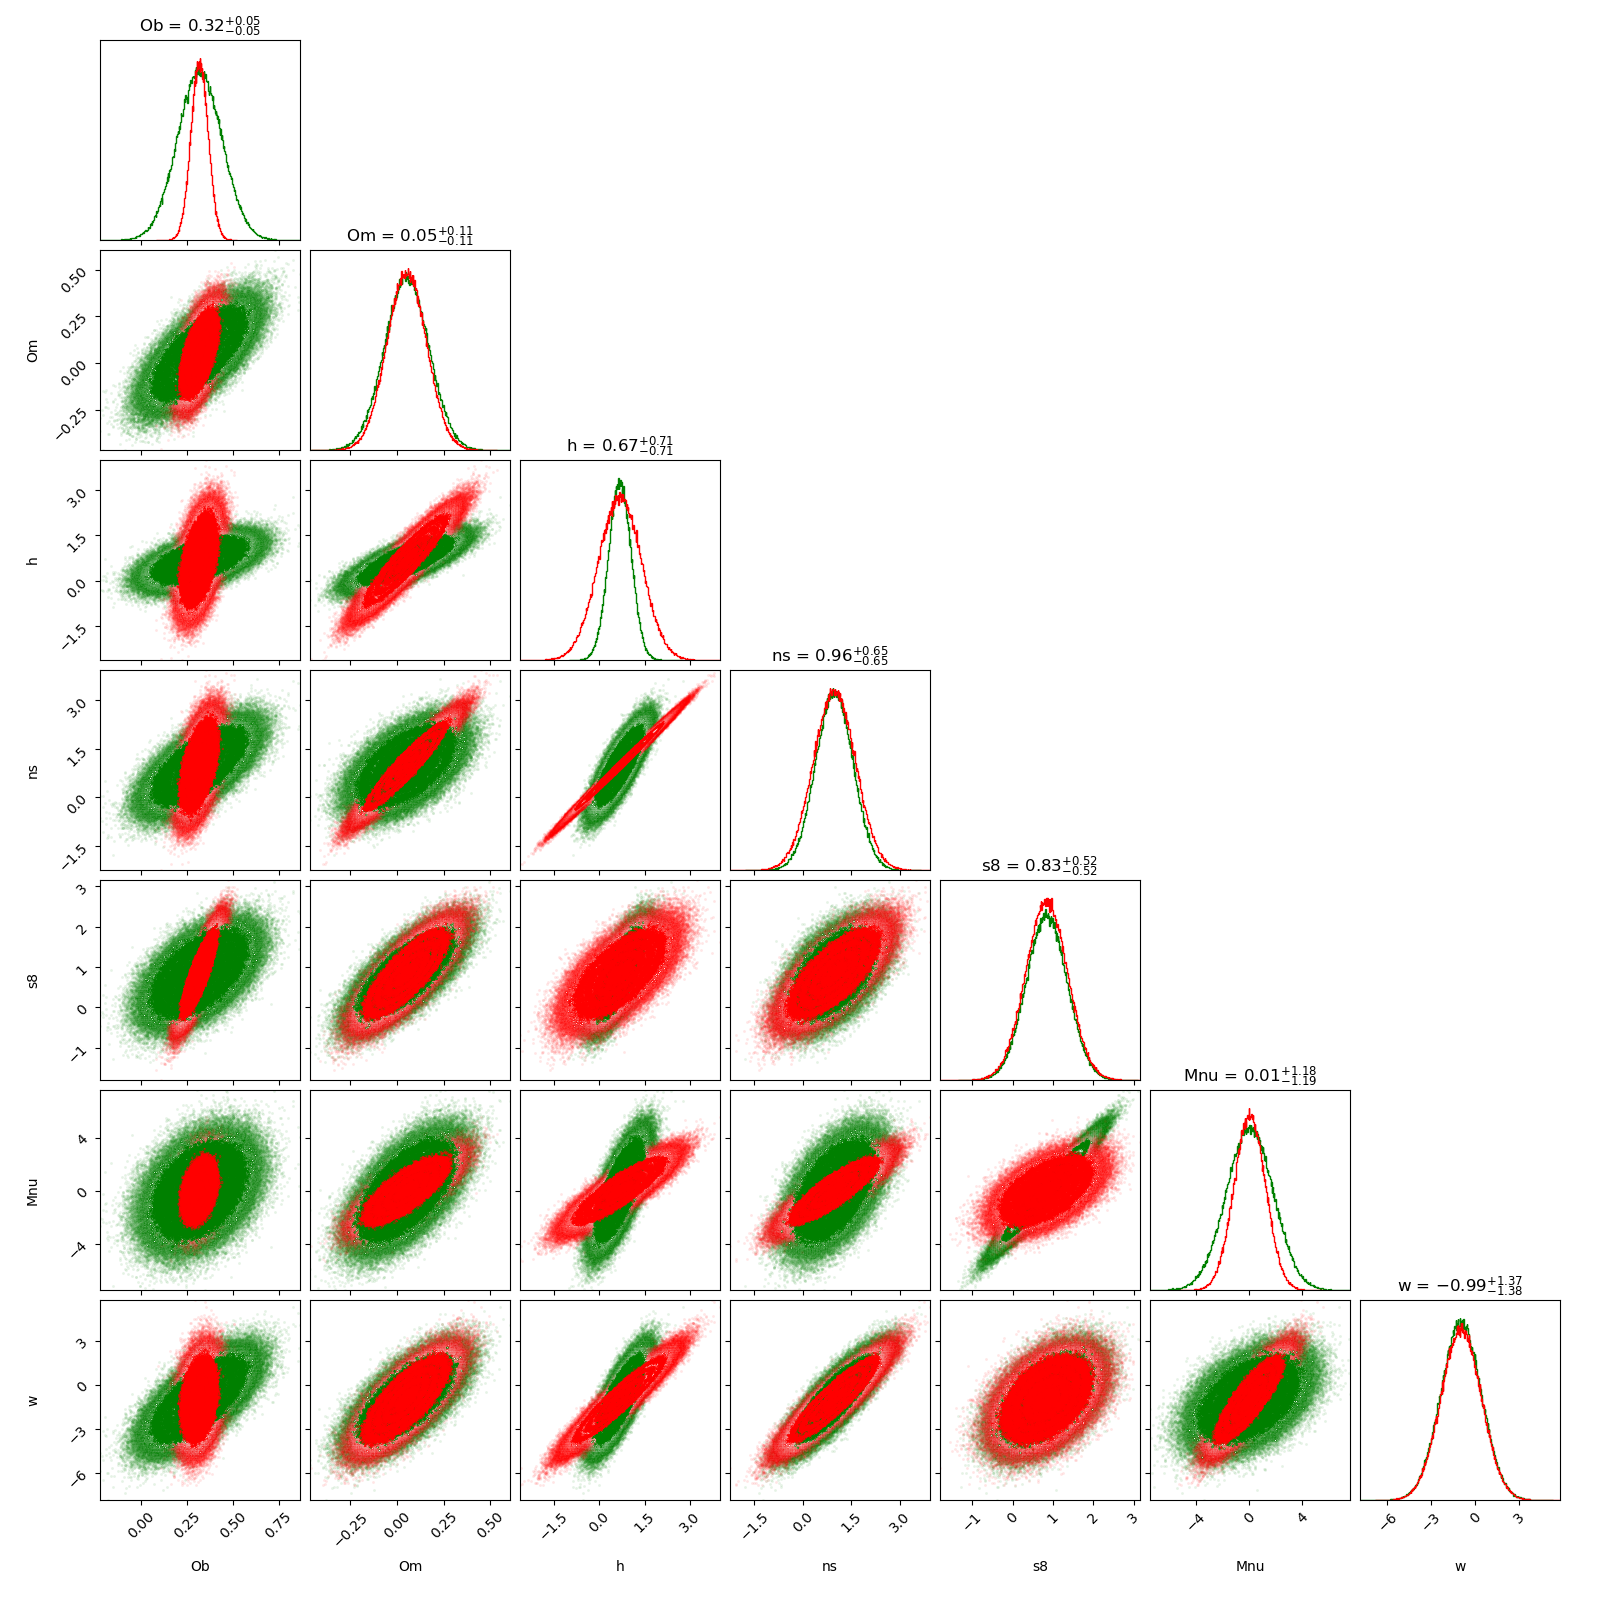 Ob = 0.32+0.05−0.05
Om = 0.05+0.11−0.11
0.50
0.25
0.00
−0.25
Om
h = 0.67+0.71−0.71
3.0
1.5
0.0
−1.5
h
ns = 0.96+0.65−0.65
3.0
1.5
0.0
−1.5
ns
s8 = 0.83+0.52−0.52
3
2
1
0
−1
s8
Mnu = 0.01+1.18−1.19
4
0
−4
Mnu
w = −0.99+1.37−1.38
3
0
−3
−6
w
0.00 0.25 0.50 0.75 −0.25 0.00 0.25 0.50 −1.5 0.0 1.5 3.0 −1.5 0.0 1.5 3.0 −1 0 1 2 3 −4 0 4 −6 −3 0 3
Ob Om h ns s8 Mnu w